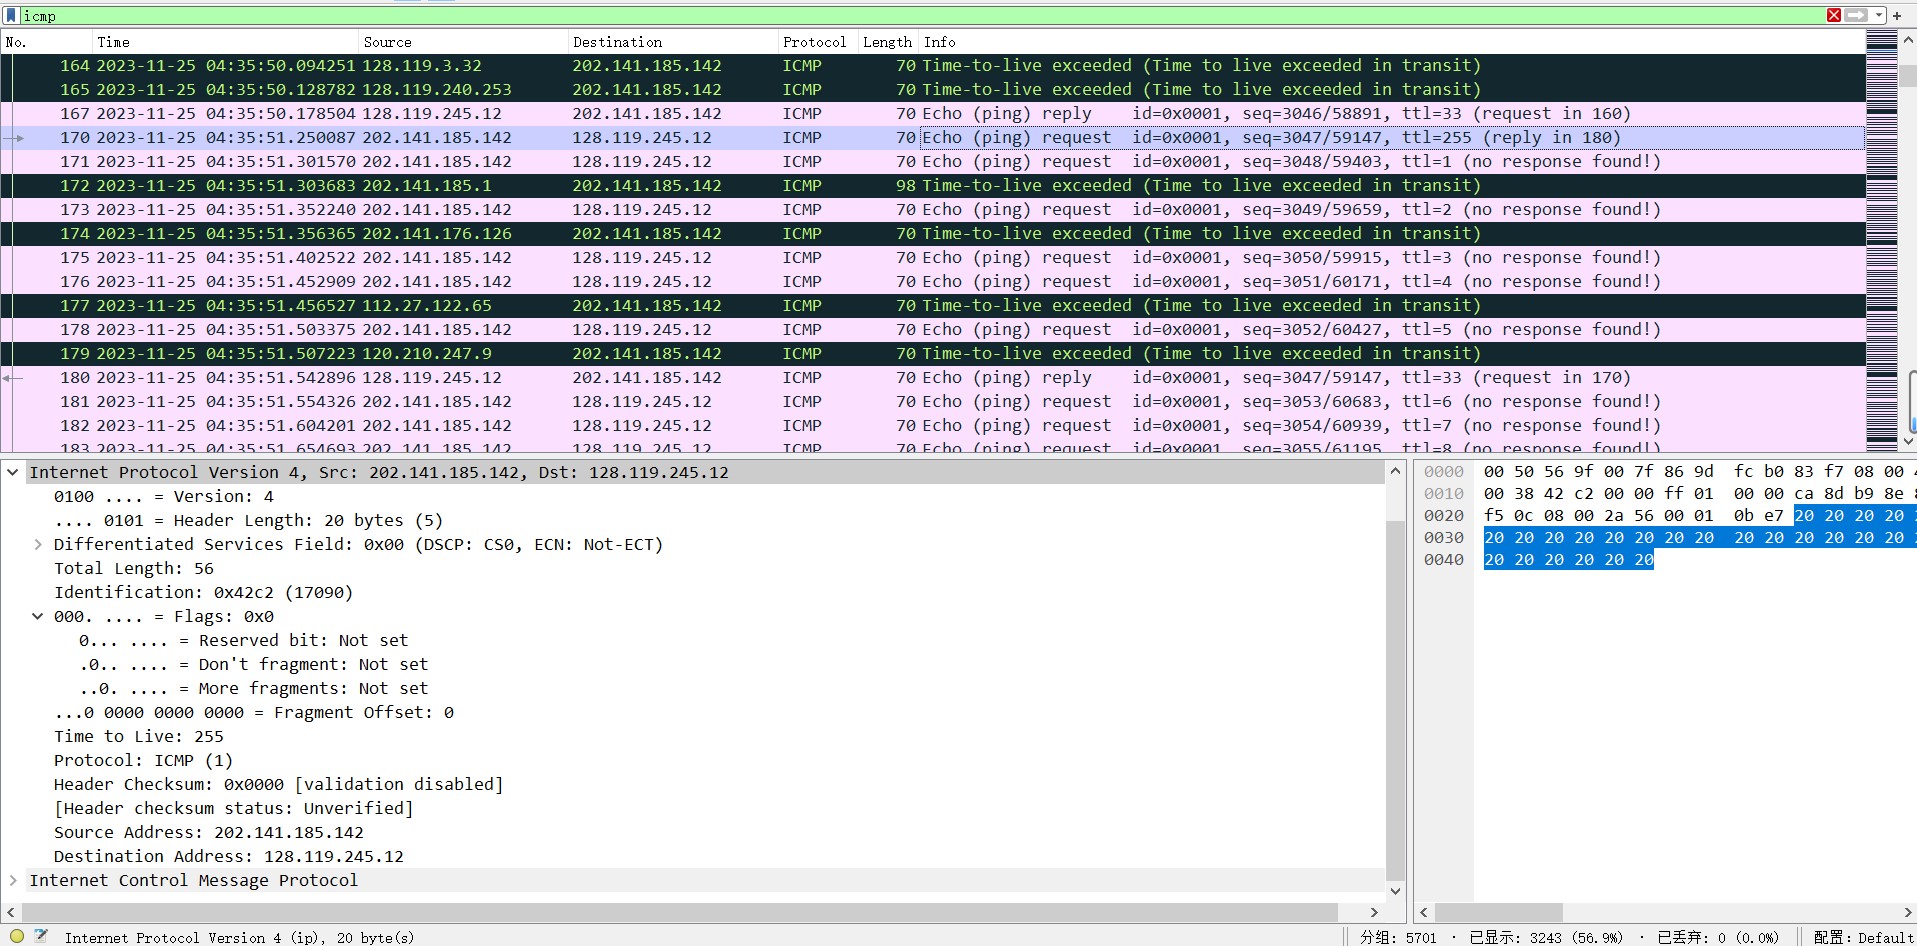 icmp
No. Time Source Destination Protocol Length Info
164 2023-11-25 04:35:50.094251 128.119.3.32 202.141.185.142 ICMP 70 Time-to-live exceeded (Time to live exceeded in transit)
165 2023-11-25 04:35:50.128782 128.119.240.253 202.141.185.142 ICMP 70 Time-to-live exceeded (Time to live exceeded in transit)
167 2023-11-25 04:35:50.178504 128.119.245.12 202.141.185.142 ICMP 70 Echo (ping) reply id=0x0001, seq=3046/58891, ttl=33 (request in 160)
170 2023-11-25 04:35:51.250087 202.141.185.142 128.119.245.12 ICMP 70 Echo (ping) request id=0x0001, seq=3047/59147, ttl=255 (reply in 180)
171 2023-11-25 04:35:51.301570 202.141.185.142 128.119.245.12 ICMP 70 Echo (ping) request id=0x0001, seq=3048/59403, ttl=1 (no response found!)
172 2023-11-25 04:35:51.303683 202.141.185.1 202.141.185.142 ICMP 98 Time-to-live exceeded (Time to live exceeded in transit)
173 2023-11-25 04:35:51.352240 202.141.185.142 128.119.245.12 ICMP 70 Echo (ping) request id=0x0001, seq=3049/59659, ttl=2 (no response found!)
174 2023-11-25 04:35:51.356365 202.141.176.126 202.141.185.142 ICMP 70 Time-to-live exceeded (Time to live exceeded in transit)
175 2023-11-25 04:35:51.402522 202.141.185.142 128.119.245.12 ICMP 70 Echo (ping) request id=0x0001, seq=3050/59915, ttl=3 (no response found!)
176 2023-11-25 04:35:51.452909 202.141.185.142 128.119.245.12 ICMP 70 Echo (ping) request id=0x0001, seq=3051/60171, ttl=4 (no response found!)
177 2023-11-25 04:35:51.456527 112.27.122.65 202.141.185.142 ICMP 70 Time-to-live exceeded (Time to live exceeded in transit)
178 2023-11-25 04:35:51.503375 202.141.185.142 128.119.245.12 ICMP 70 Echo (ping) request id=0x0001, seq=3052/60427, ttl=5 (no response found!)
179 2023-11-25 04:35:51.507223 120.210.247.9 202.141.185.142 ICMP 70 Time-to-live exceeded (Time to live exceeded in transit)
180 2023-11-25 04:35:51.542896 128.119.245.12 202.141.185.142 ICMP 70 Echo (ping) reply id=0x0001, seq=3047/59147, ttl=33 (request in 170)
181 2023-11-25 04:35:51.554326 202.141.185.142 128.119.245.12 ICMP 70 Echo (ping) request id=0x0001, seq=3053/60683, ttl=6 (no response found!)
182 2023-11-25 04:35:51.604201 202.141.185.142 128.119.245.12 ICMP 70 Echo (ping) request id=0x0001, seq=3054/60939, ttl=7 (no response found!)
183 2023-11-25 04:35:51.654693 202.141.185.142 128.119.245.12 ICMP 70 Echo (ping) request id=0x0001, seq=3055/61195, ttl=8 (no response found!)
Internet Protocol Version 4, Src: 202.141.185.142, Dst: 128.119.245.12
0100 .... = Version: 4
.... 0101 = Header Length: 20 bytes (5)
Differentiated Services Field: 0x00 (DSCP: CS0, ECN: Not-ECT)
Total Length: 56
Identification: 0x42c2 (17090)
000. .... = Flags: 0x0
0... .... = Reserved bit: Not set
.0.. .... = Don't fragment: Not set
..0. .... = More fragments: Not set
...0 0000 0000 0000 = Fragment Offset: 0
Time to Live: 255
Protocol: ICMP (1)
Header Checksum: 0x0000 [validation disabled]
[Header checksum status: Unverified]
Source Address: 202.141.185.142
Destination Address: 128.119.245.12
Internet Control Message Protocol
0000 00 50 56 9f 00 7f 86 9d fc b0 83 f7 08 00
0010 00 38 42 c2 00 00 ff 01 00 00 ca 8d b9 8e
0020 f5 0c 08 00 2a 56 00 01 0b e7 20 20 20 20
0030 20 20 20 20 20 20 20 20 20 20 20 20 20 20
0040 20 20 20 20 20 20
Internet Protocol Version 4 (ip), 20 byte(s)
分组: 5701 · 已显示: 3243 (56.9%) · 已丢弃: 0 (0.0%)
配置: Default